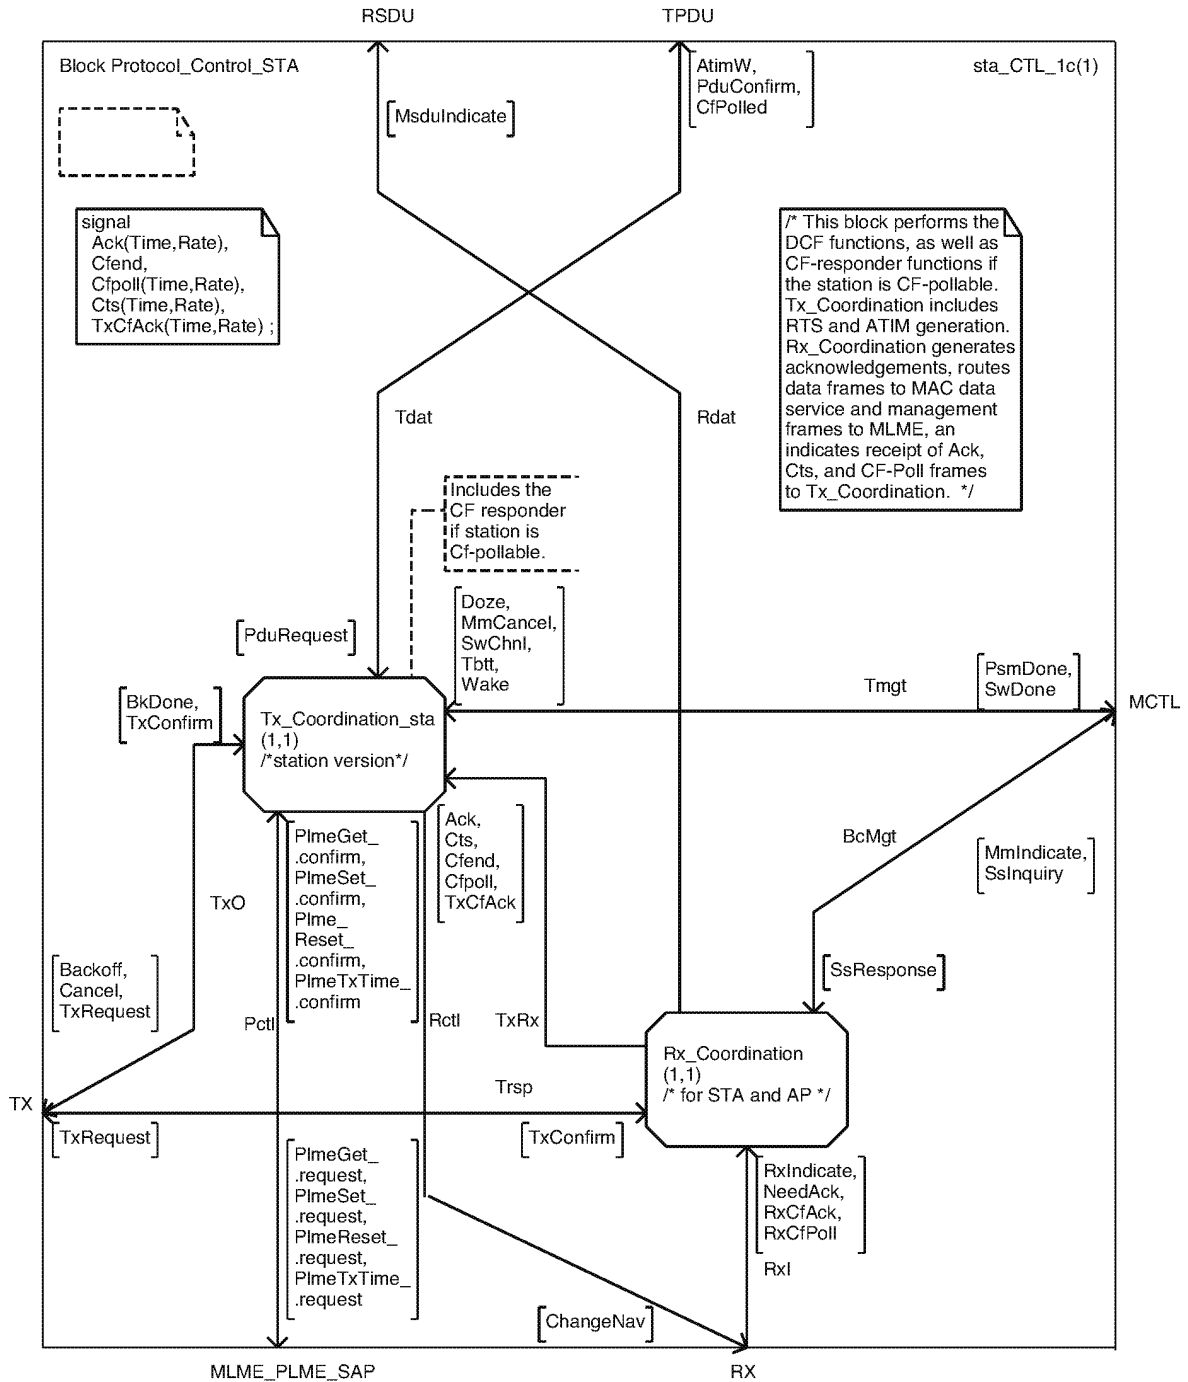 RSDU
TPDU
Block Protocol_Control_STA
sta_CTL_1c(1)
AtimW,
PduConfirm,
CfPolled
MsduIndicate
signal
Ack(Time,Rate),
Cfend,
Cfpoll(Time,Rate),
Cts(Time,Rate),
TxCfAck(Time,Rate) ;
/* This block performs the
DCF functions, as well as
CF-responder functions if
the station is CF-pollable.
Tx_Coordination includes
RTS and ATIM generation.
Rx_Coordination generates
acknowledgements, routes
data frames to MAC data
service and management
frames to MLME, an
indicates receipt of Ack,
Cts, and CF-Poll frames
to Tx_Coordination. */
Tdat
Rdat
Includes the
CF responder
if station is
Cf-pollable.
Doze,
MmCancel,
SwChnl,
Tbtt,
Wake
PduRequest
Tmgt
PsmDone,
SwDone
MCTL
BkDone,
TxConfirm
Tx_Coordination_sta
(1,1)
/*station version*/
PlmeGet_
.confirm,
PlmeSet_
.confirm,
Plme_
Reset_
.confirm,
PlmeTxTime_
.confirm
Ack,
Cts,
Cfend,
Cfpoll,
TxCfAck
BcMgt
MmIndicate,
SsInquiry
TxO
Backoff,
Cancel,
TxRequest
SsResponse
Pctl
Rctl
TxRx
Rx_Coordination
(1,1)
/* for STA and AP */
Trsp
TX
TxRequest
TxConfirm
PlmeGet_
.request,
PlmeSet_
.request,
PlmeReset_
.request,
PlmeTxTime_
.request
RxIndicate,
NeedAck,
RxCfAck,
RxCfPoll
RxI
ChangeNav
MLME_PLME_SAP
RX